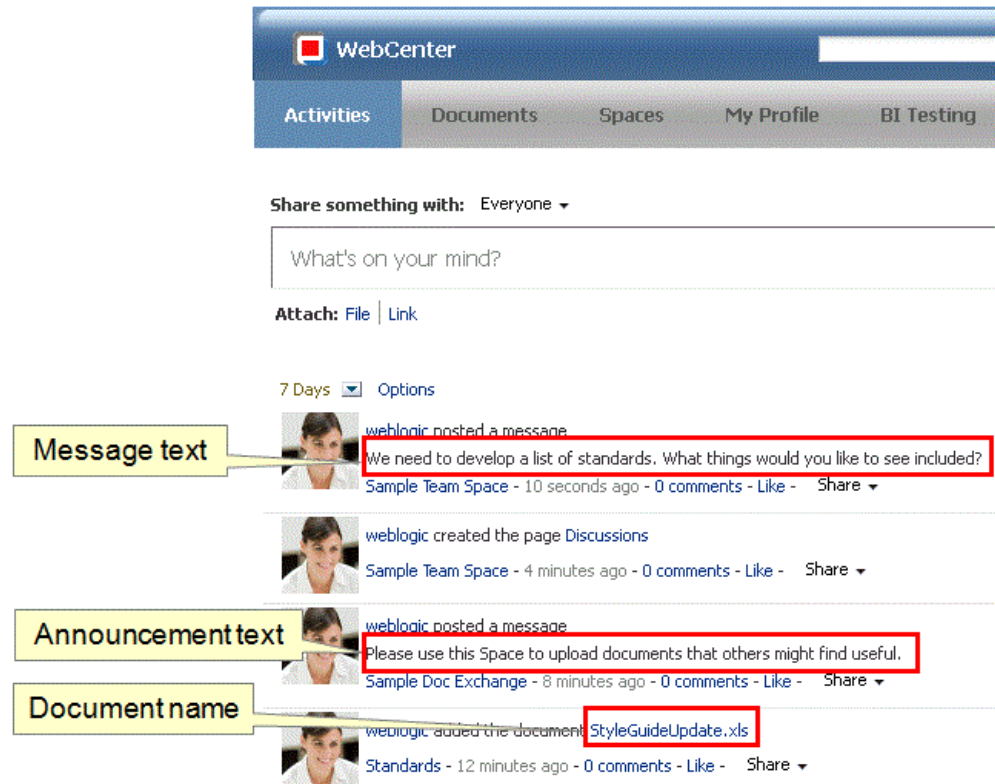 WebCenter
Activities Documents Spaces My Profile BI Testing
Share something with: Everyone
What's on your mind?
Attach: File | Link
7 Days Options
weblogic posted a message
Message text
We need to develop a list of standards. What things would you like to see included?
Sample Team Space - 10 seconds ago - 0 comments - Like - Share
weblogic created the page Discussions
Sample Team Space - 4 minutes ago - 0 comments - Like - Share
weblogic posted a message
Announcement text
Please use this Space to upload documents that others might find useful.
Sample Doc Exchange - 8 minutes ago - 0 comments - Like - Share
Document name
weblogic added the document StyleGuideUpdate.xls
Standards - 12 minutes ago - 0 comments - Like - Share